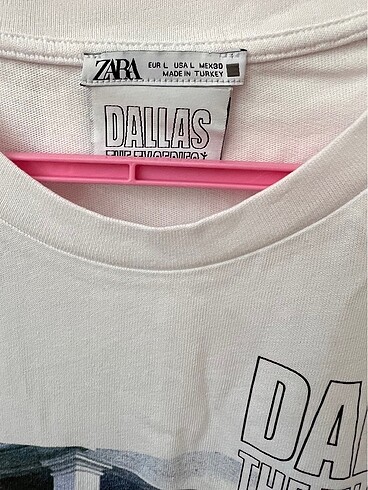 ZARA
EUR L USA L MEX30
MADE IN TURKEY
DALLAS
DA